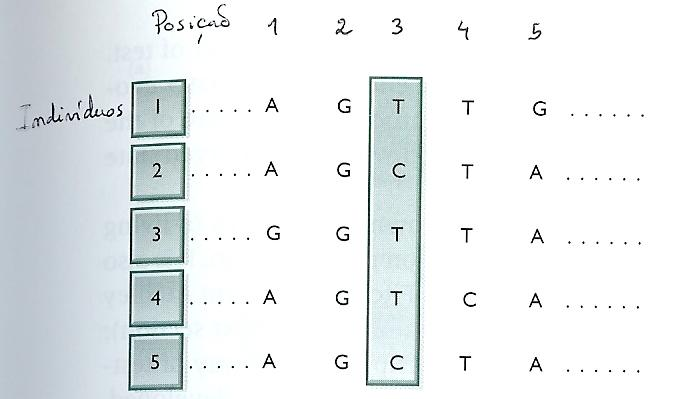 Posição 1 2 3 4 5
Indivíduos 1 ..... A G T T G ......
2 ..... A G C T A ......
3 ..... G G T T A ......
4 ..... A G T C A ......
5 ..... A G C T A ......